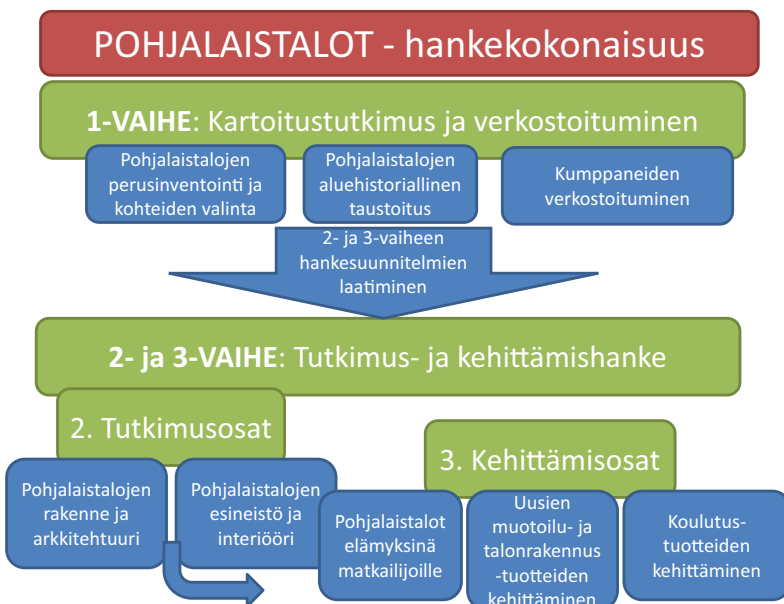 POHJALAISTALOT - hankekokonaisuus
1-VAIHE: Kartoitustutkimus ja verkostoituminen
Pohjalaistalojen
perusinventointi ja
kohteiden valinta
Pohjalaistalojen
aluehistoriallinen
taustoitus
Kumppaneiden
verkostoituminen
2- ja 3-vaiheen
hankesuunnitelmien
laatiminen
2- ja 3-VAIHE: Tutkimus- ja kehittämishanke
2. Tutkimusosat
Pohjalaistalojen
rakenne ja
arkkitehtuuri
Pohjalaistalojen
esineistö ja
interiööri
3. Kehittämisosat
Pohjalaistalot
elämyksinä
matkailijoille
Uusien
muotoilu- ja
talonrakennus
-tuotteiden
kehittäminen
Koulutus-
tuotteiden
kehittäminen